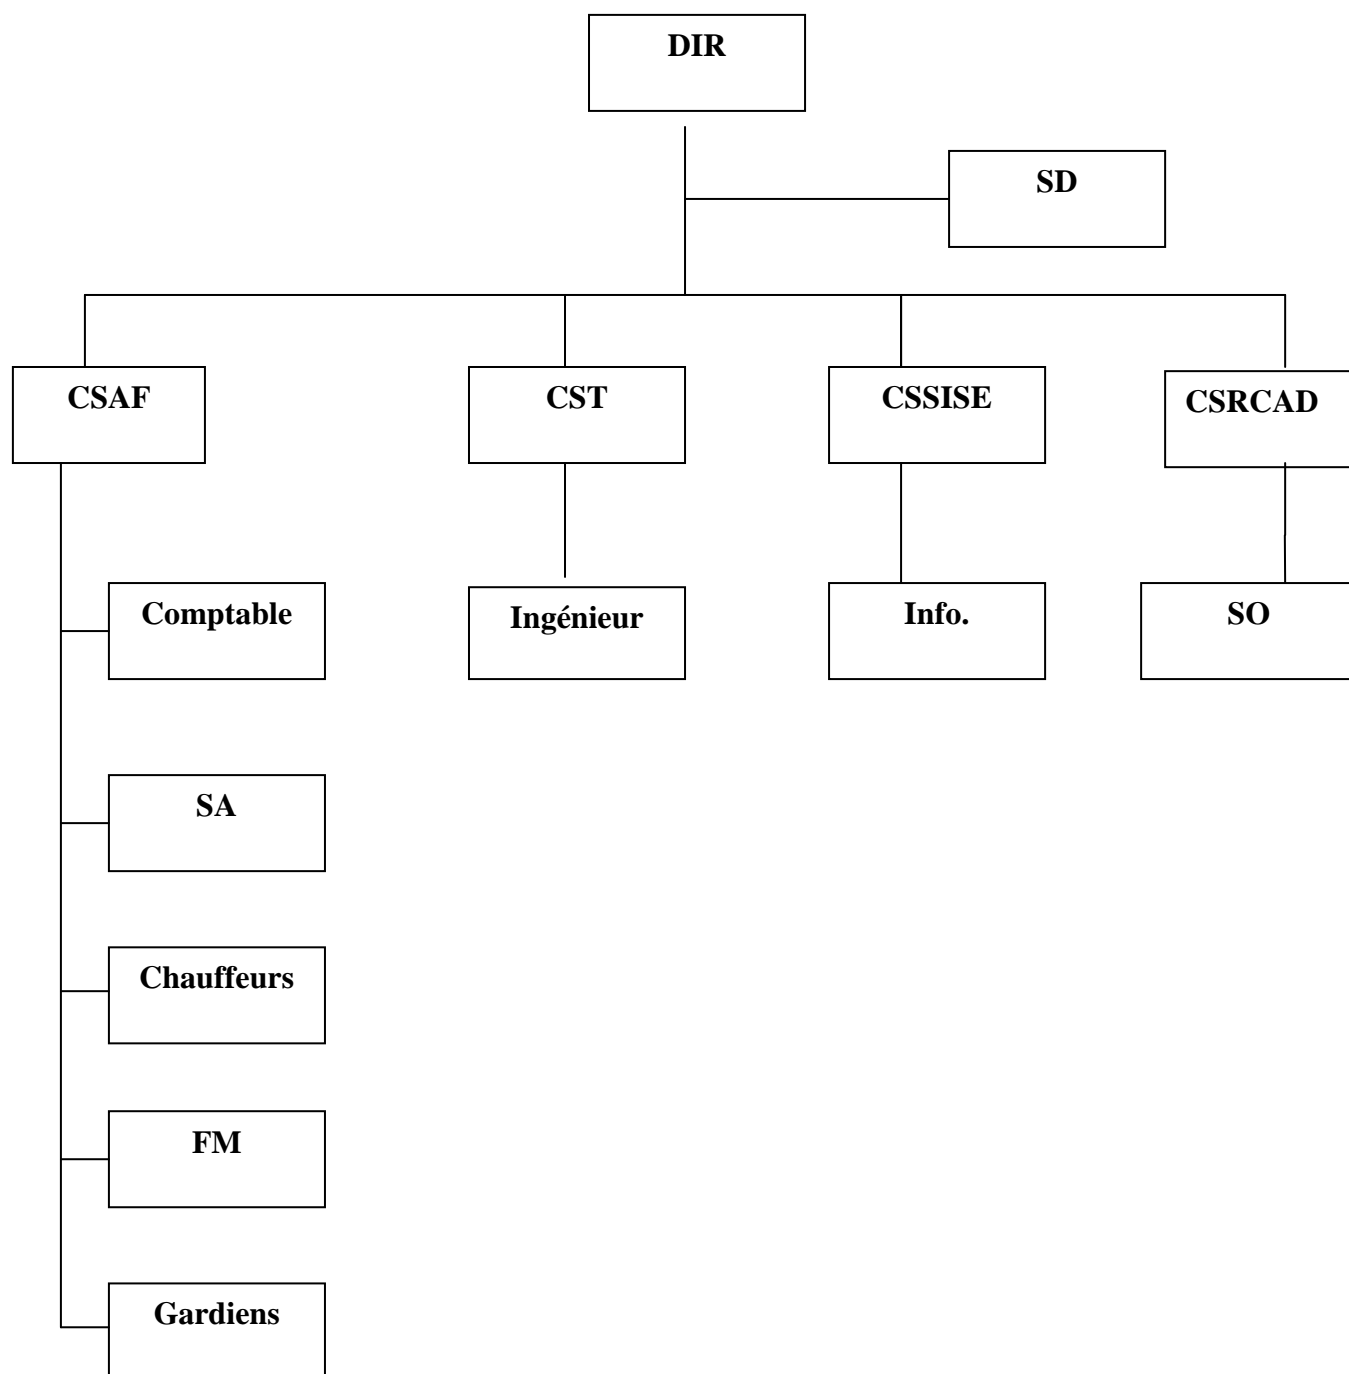 DIR
SD
CSAF
CST
CSSISE
CSRCAD
Comptable
Ingénieur
Info.
SO
SA
Chauffeurs
FM
Gardiens